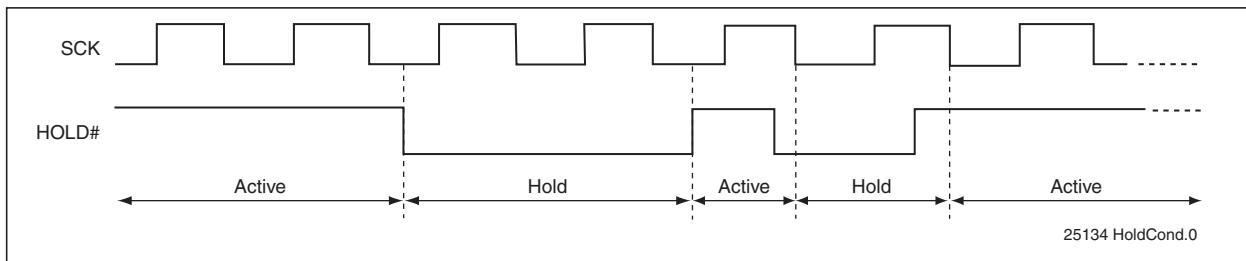 SCK
HOLD#
Active Hold Active Hold Active
25134 HoldCond.0